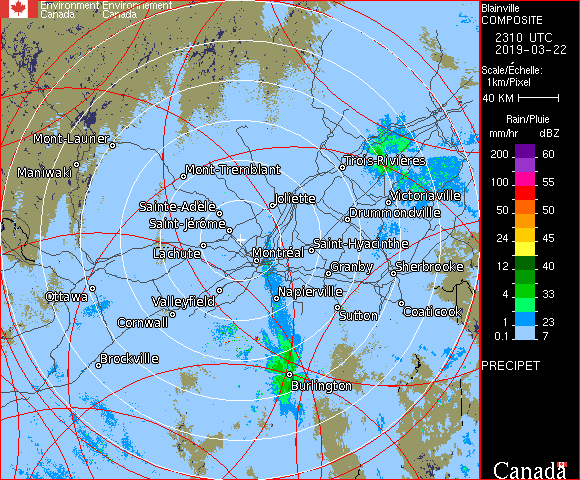 Environment Environnement
Canada Canada
Blainville
COMPOSITE
2310 UTC
2019-03-22
Scale/Échelle:
1km/Pixel
40 KM
Rain/Pluie
mm/hr dBZ
200 60
100 55
50 50
24 45
12 40
4 33
1 23
0.1 7
PRECIPET
Mont-Laurier
Maniwaki
Mont-Tremblant
Trois-Rivières
Sainte-Adèle
Joliette
Victoriaville
Drummondville
Saint-Jérôme
Lachute
Montréal
Saint-Hyacinthe
Granby
Sherbrooke
Ottawa
Valleyfield
Napierville
Cornwall
Sutton
Coaticook
Brockville
Burlington
Canada